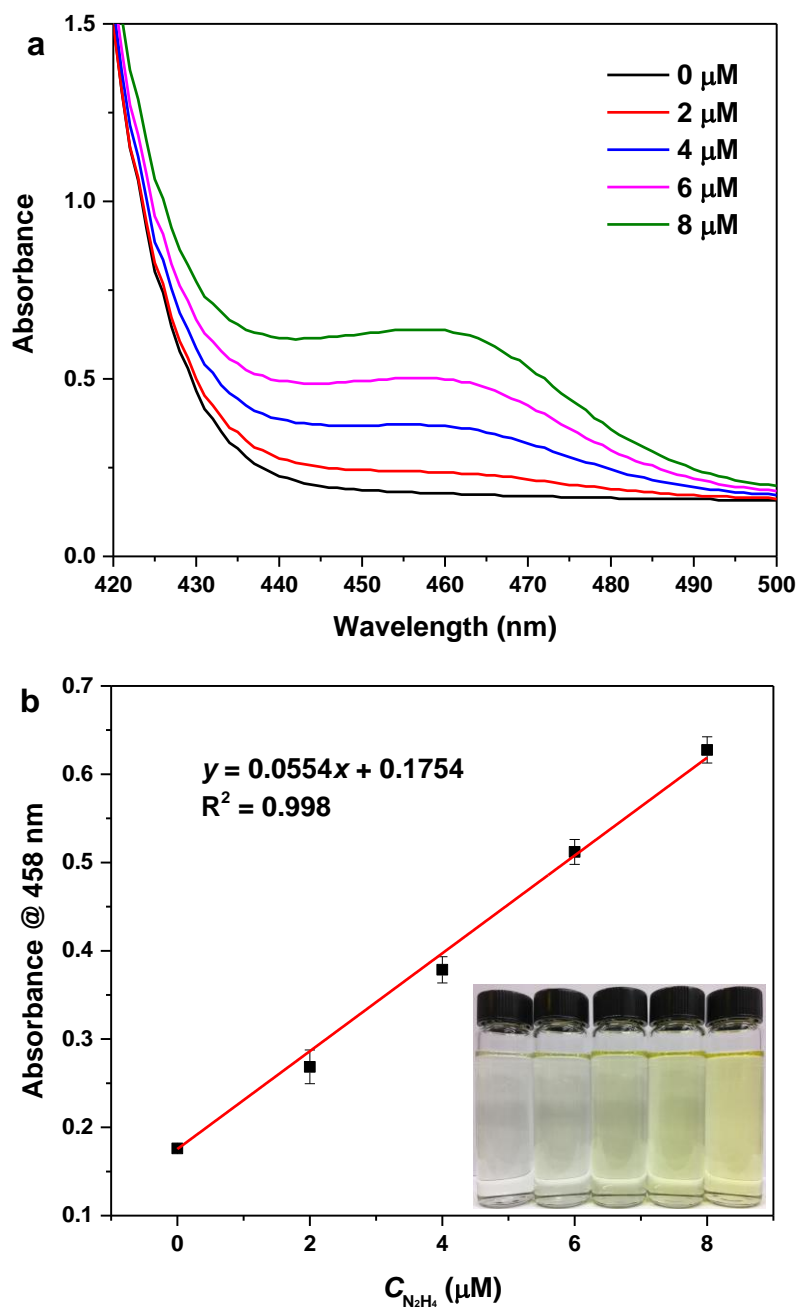 a
1.5
1.0
0.5
0.0
Absorbance
0 μM
2 μM
4 μM
6 μM
8 μM
420 430 440 450 460 470 480 490 500
Wavelength (nm)
b
0.7
0.6
0.5
0.4
0.3
0.2
0.1
Absorbance @ 458 nm
y = 0.0554x + 0.1754
R² = 0.998
0 2 4 6 8
C_N₂H₄ (μM)